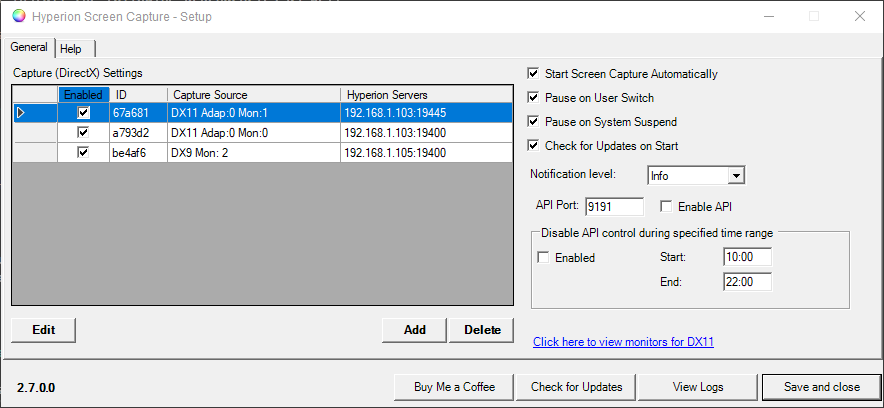 Hyperion Screen Capture - Setup
General Help
Capture (DirectX) Settings
Enabled ID Capture Source Hyperion Servers
67a681 DX11 Adap:0 Mon:1 192.168.1.103:19445
a793d2 DX11 Adap:0 Mon:0 192.168.1.103:19400
be4af6 DX9 Mon: 2 192.168.1.105:19400
Edit Add Delete
Start Screen Capture Automatically
Pause on User Switch
Pause on System Suspend
Check for Updates on Start
Notification level: Info
API Port: 9191 Enable API
Disable API control during specified time range
Enabled Start: 10:00
End: 22:00
Click here to view monitors for DX11
2.7.0.0 Buy Me a Coffee Check for Updates View Logs Save and close